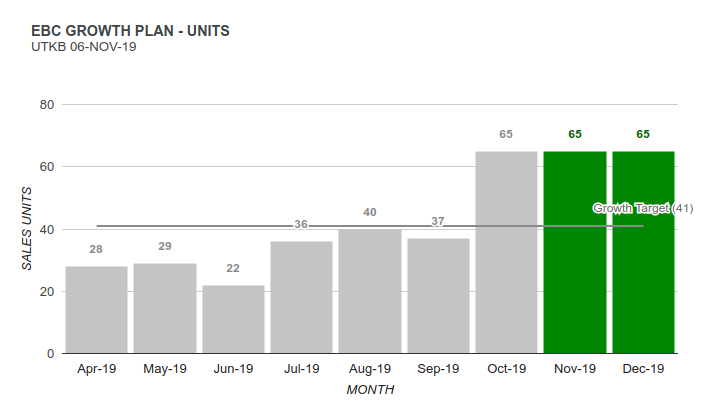 EBC GROWTH PLAN - UNITS
UTKB 06-NOV-19
80
60
40
20
0
SALES UNITS
28
29
22
36
40
37
65
65
65
Growth Target (41)
Apr-19
May-19
Jun-19
Jul-19
Aug-19
Sep-19
Oct-19
Nov-19
Dec-19
MONTH